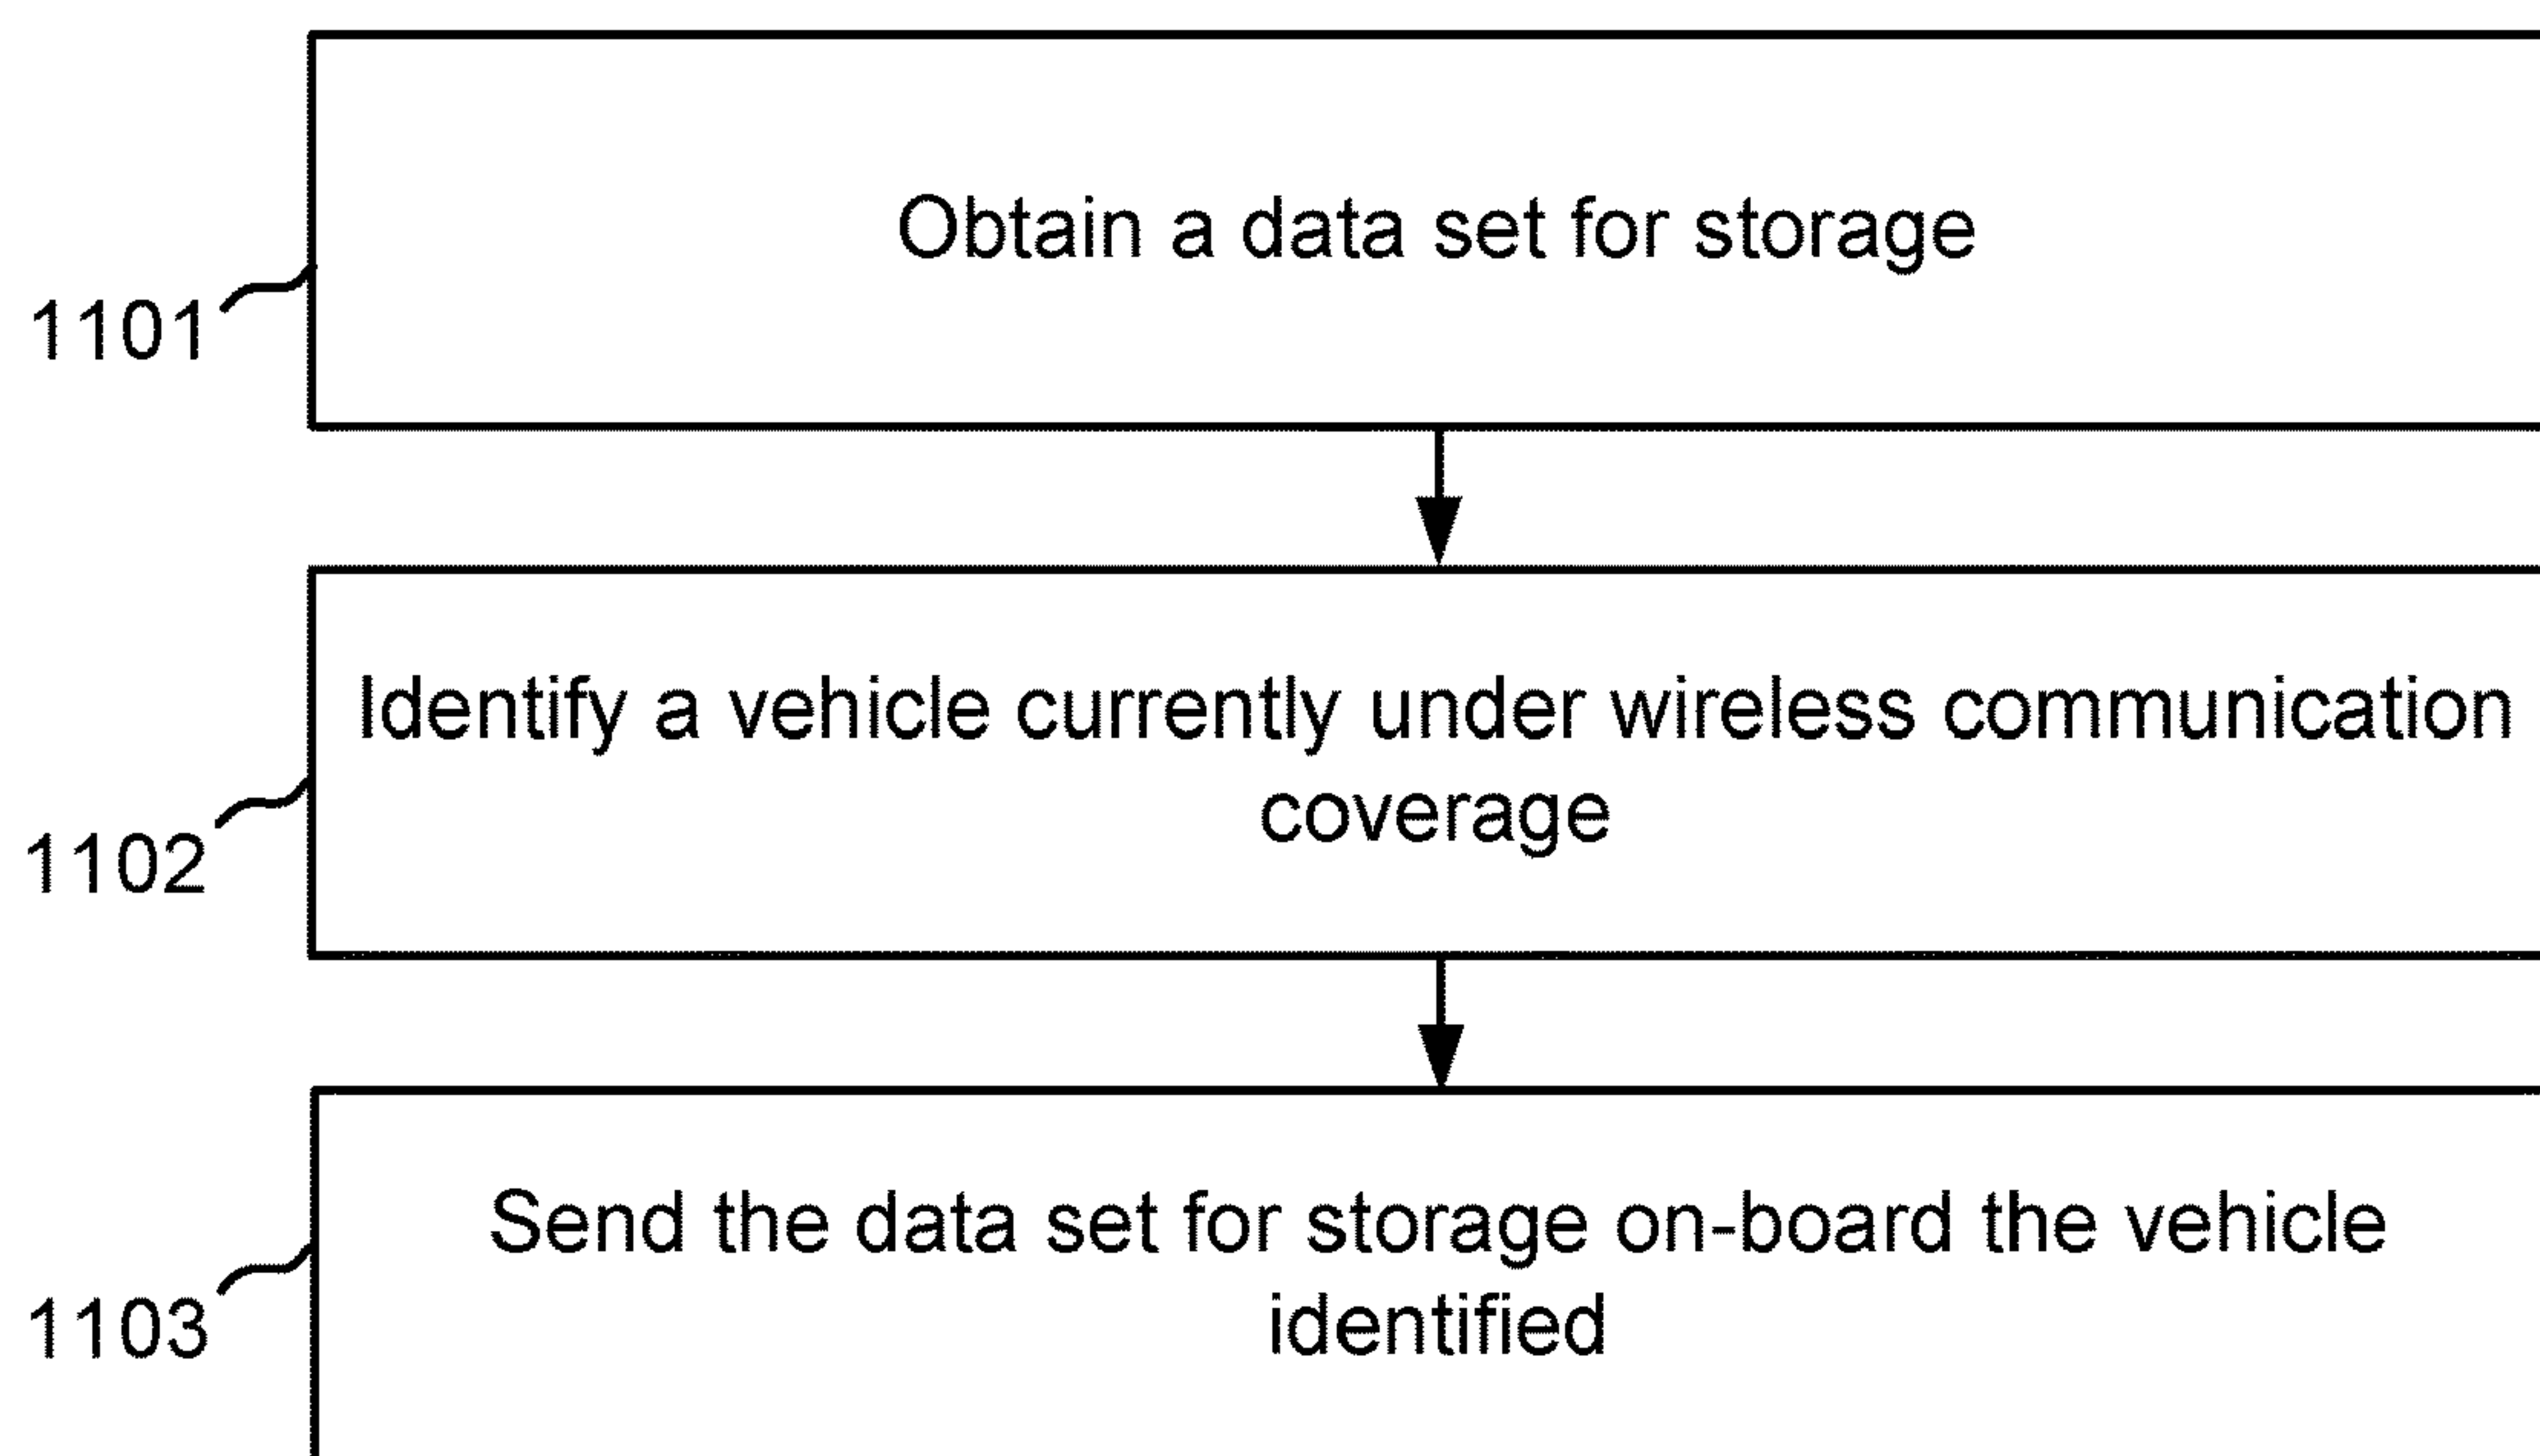 Obtain a data set for storage
1101
Identify a vehicle currently under wireless communication
coverage
1102
Send the data set for storage on-board the vehicle
identified
1103